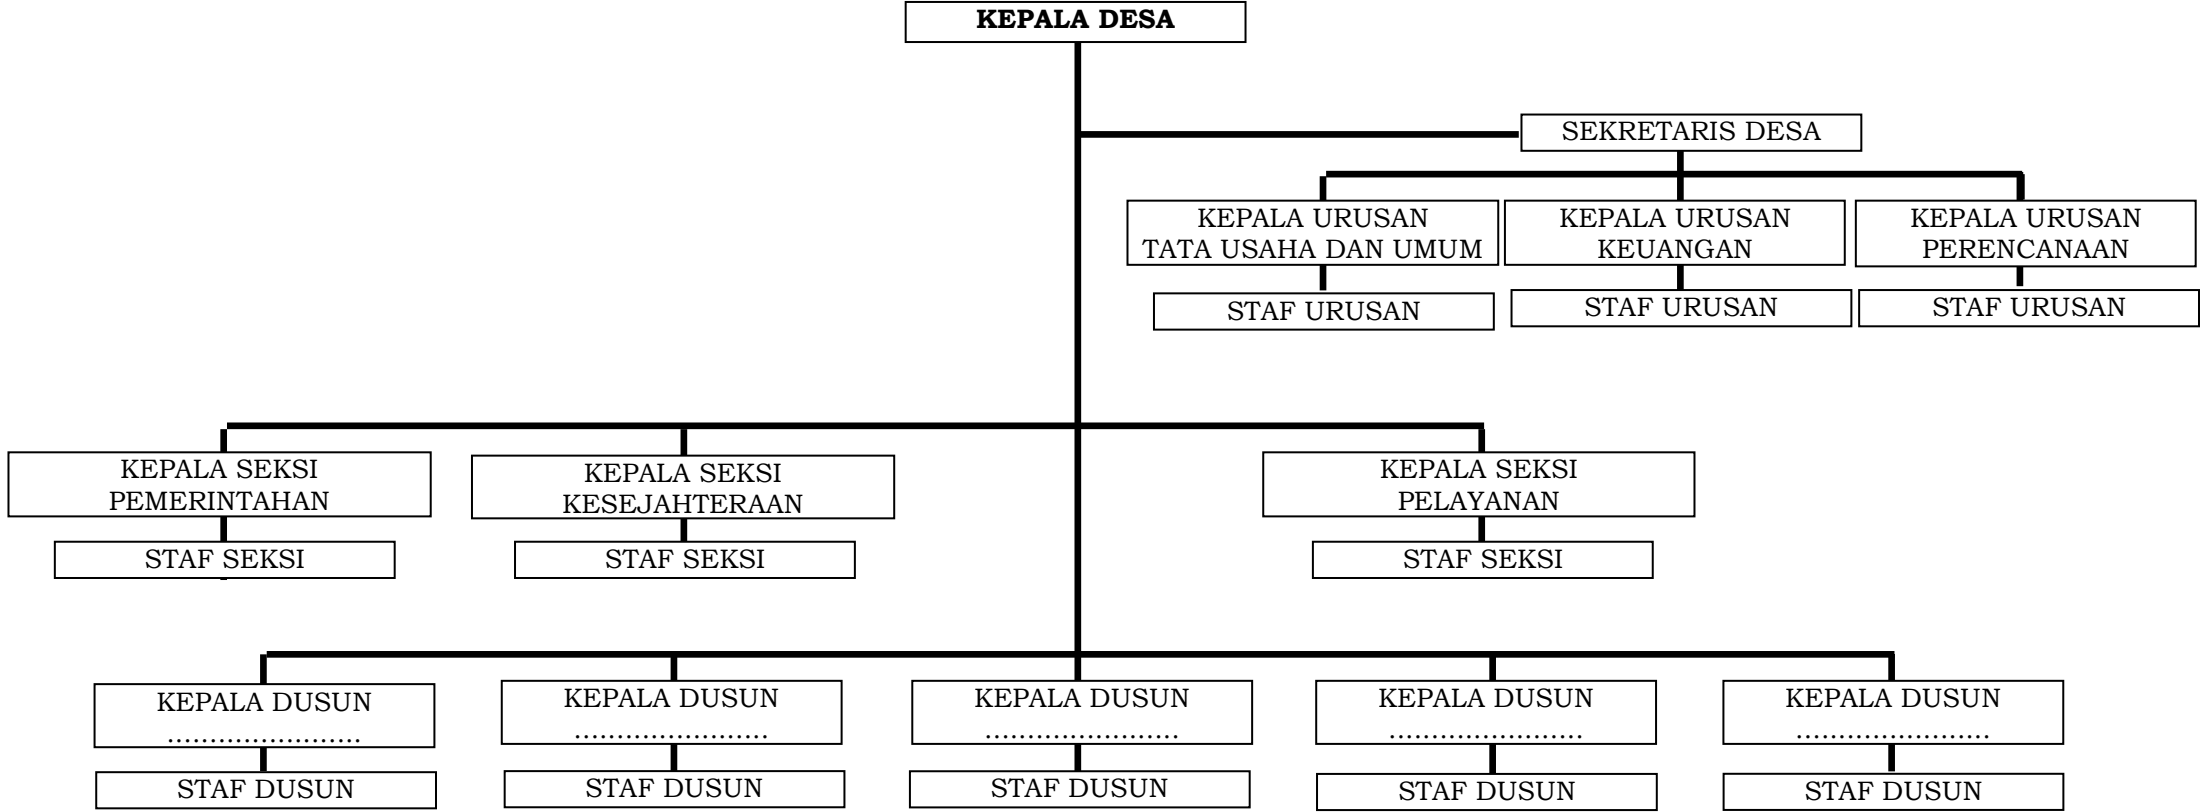 KEPALA DESA
SEKRETARIS DESA
KEPALA URUSAN
TATA USAHA DAN UMUM
KEPALA URUSAN
KEUANGAN
KEPALA URUSAN
PERENCANAAN
STAF URUSAN
STAF URUSAN
STAF URUSAN
KEPALA SEKSI
PEMERINTAHAN
KEPALA SEKSI
KESEJAHTERAAN
KEPALA SEKSI
PELAYANAN
STAF SEKSI
STAF SEKSI
STAF SEKSI
KEPALA DUSUN
.......................
KEPALA DUSUN
.......................
KEPALA DUSUN
.......................
KEPALA DUSUN
.......................
KEPALA DUSUN
.......................
STAF DUSUN
STAF DUSUN
STAF DUSUN
STAF DUSUN
STAF DUSUN